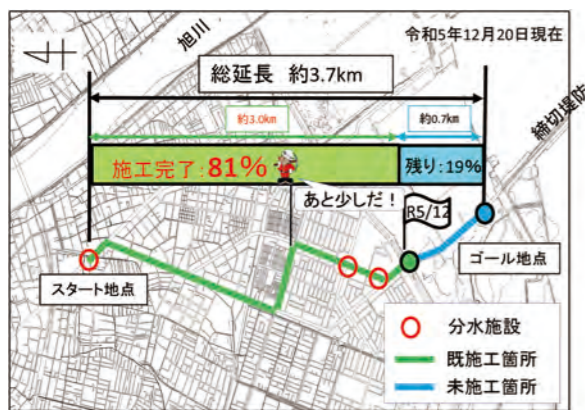 旭川
令和5年12月20日現在
総延長 約3.7km
約3.0km
約0.7km
締切堤防
施工完了:81%
残り:19%
あと少しだ!
R5/12
スタート地点
ゴール地点
分水施設
既施工箇所
未施工箇所